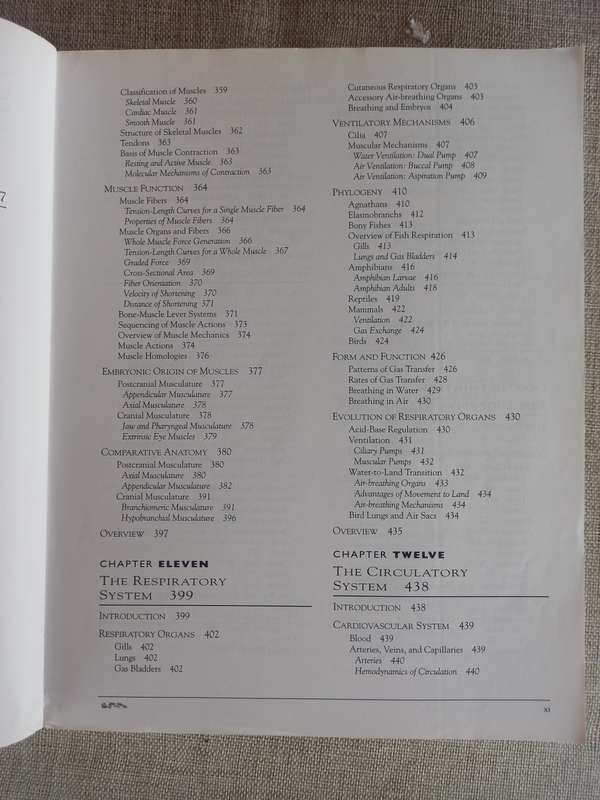 7
Classification of Muscles 359
Skeletal Muscle 360
Cardiac Muscle 361
Smooth Muscle 361
Structure of Skeletal Muscles 362
Tendons 363
Basis of Muscle Contraction 363
Resting and Active Muscle 363
Molecular Mechanisms of Contraction 363
MUSCLE FUNCTION 364
Muscle Fibers 364
Tension-Length Curves for a Single Muscle Fiber 364
Properties of Muscle Fibers 364
Muscle Organs and Fibers 366
Whole Muscle Force Generation 366
Tension-Length Curves for a Whole Muscle 367
Graded Force 369
Cross-Sectional Area 369
Fiber Orientation 370
Velocity of Shortening 370
Distance of Shortening 371
Bone-Muscle Lever Systems 371
Sequencing of Muscle Actions 373
Overview of Muscle Mechanics 374
Muscle Actions 374
Muscle Homologies 376
EMBRYONIC ORIGIN OF MUSCLES 377
Postcranial Musculature 377
Appendicular Musculature 377
Axial Musculature 378
Cranial Musculature 378
Jaw and Pharyngeal Musculature 378
Extrinsic Eye Muscles 379
COMPARATIVE ANATOMY 380
Postcranial Musculature 380
Axial Musculature 380
Appendicular Musculature 382
Cranial Musculature 391
Branchiomeric Musculature 391
Hypobranchial Musculature 396
OVERVIEW 397
CHAPTER ELEVEN
THE RESPIRATORY
SYSTEM 399
INTRODUCTION 399
RESPIRATORY ORGANS 402
Gills 402
Lungs 402
Gas Bladders 402
Cutaneous Respiratory Organs 403
Accessory Air-breathing Organs 403
Breathing and Embryos 404
VENTILATORY MECHANISMS 406
Cilia 407
Muscular Mechanisms 407
Water Ventilation: Dual Pump 407
Air Ventilation: Buccal Pump 408
Air Ventilation: Aspiration Pump 409
PHYLOGENY 410
Agnathans 410
Elasmobranchs 412
Bony Fishes 413
Overview of Fish Respiration 413
Gills 413
Lungs and Gas Bladders 414
Amphibians 416
Amphibian Larvae 416
Amphibian Adults 418
Reptiles 419
Mammals 422
Ventilation 422
Gas Exchange 424
Birds 424
FORM AND FUNCTION 426
Patterns of Gas Transfer 426
Rates of Gas Transfer 428
Breathing in Water 429
Breathing in Air 430
EVOLUTION OF RESPIRATORY ORGANS 430
Acid-Base Regulation 430
Ventilation 431
Ciliary Pumps 431
Muscular Pumps 432
Water-to-Land Transition 432
Air-breathing Organs 433
Advantages of Movement to Land 434
Air-breathing Mechanisms 434
Bird Lungs and Air Sacs 434
OVERVIEW 435
CHAPTER TWELVE
THE CIRCULATORY
SYSTEM 438
INTRODUCTION 438
CARDIOVASCULAR SYSTEM 439
Blood 439
Arteries, Veins, and Capillaries 439
Arteries 440
Hemodynamics of Circulation 440
XI